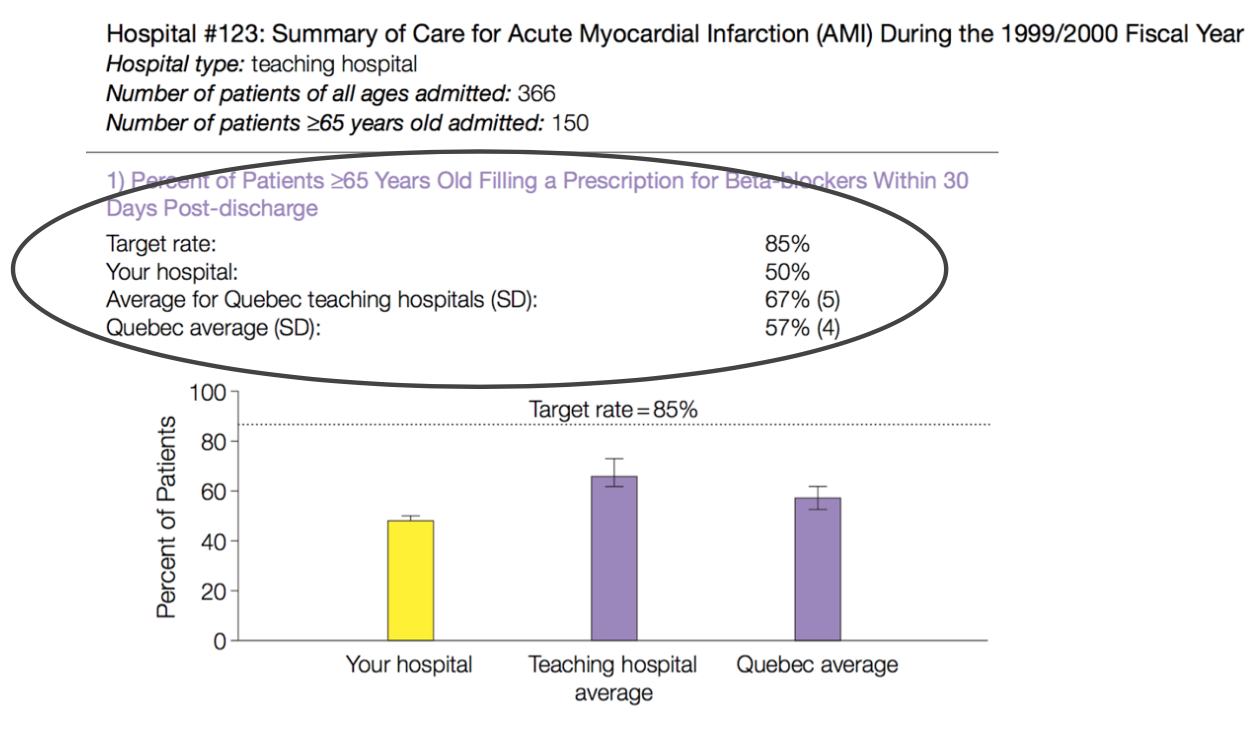 Hospital #123: Summary of Care for Acute Myocardial Infarction (AMI) During the 1999/2000 Fiscal Year
Hospital type: teaching hospital
Number of patients of all ages admitted: 366
Number of patients ≥65 years old admitted: 150
1) Percent of Patients ≥65 Years Old Filling a Prescription for Beta-blockers Within 30
Days Post-discharge
Target rate: 85%
Your hospital: 50%
Average for Quebec teaching hospitals (SD): 67% (5)
Quebec average (SD): 57% (4)
Target rate = 85%
Percent of Patients
100
80
60
40
20
0
Your hospital
Teaching hospital
average
Quebec average